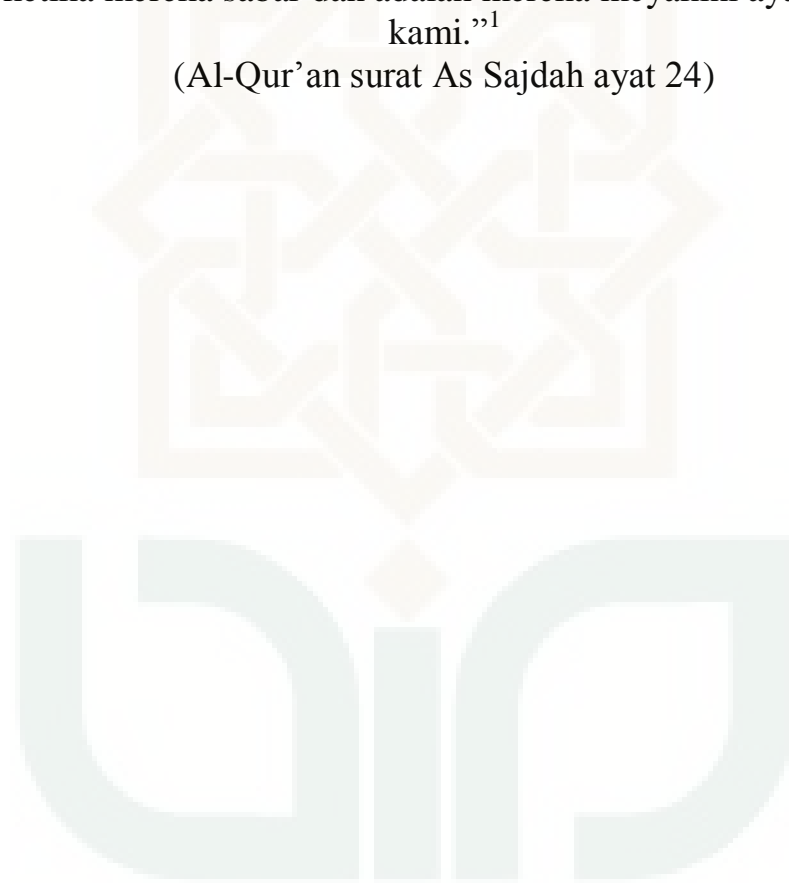 ketika mereka sabar dan adalah mereka meyakini
kami.”1
(Al-Qur’an surat As Sajdah ayat 24)